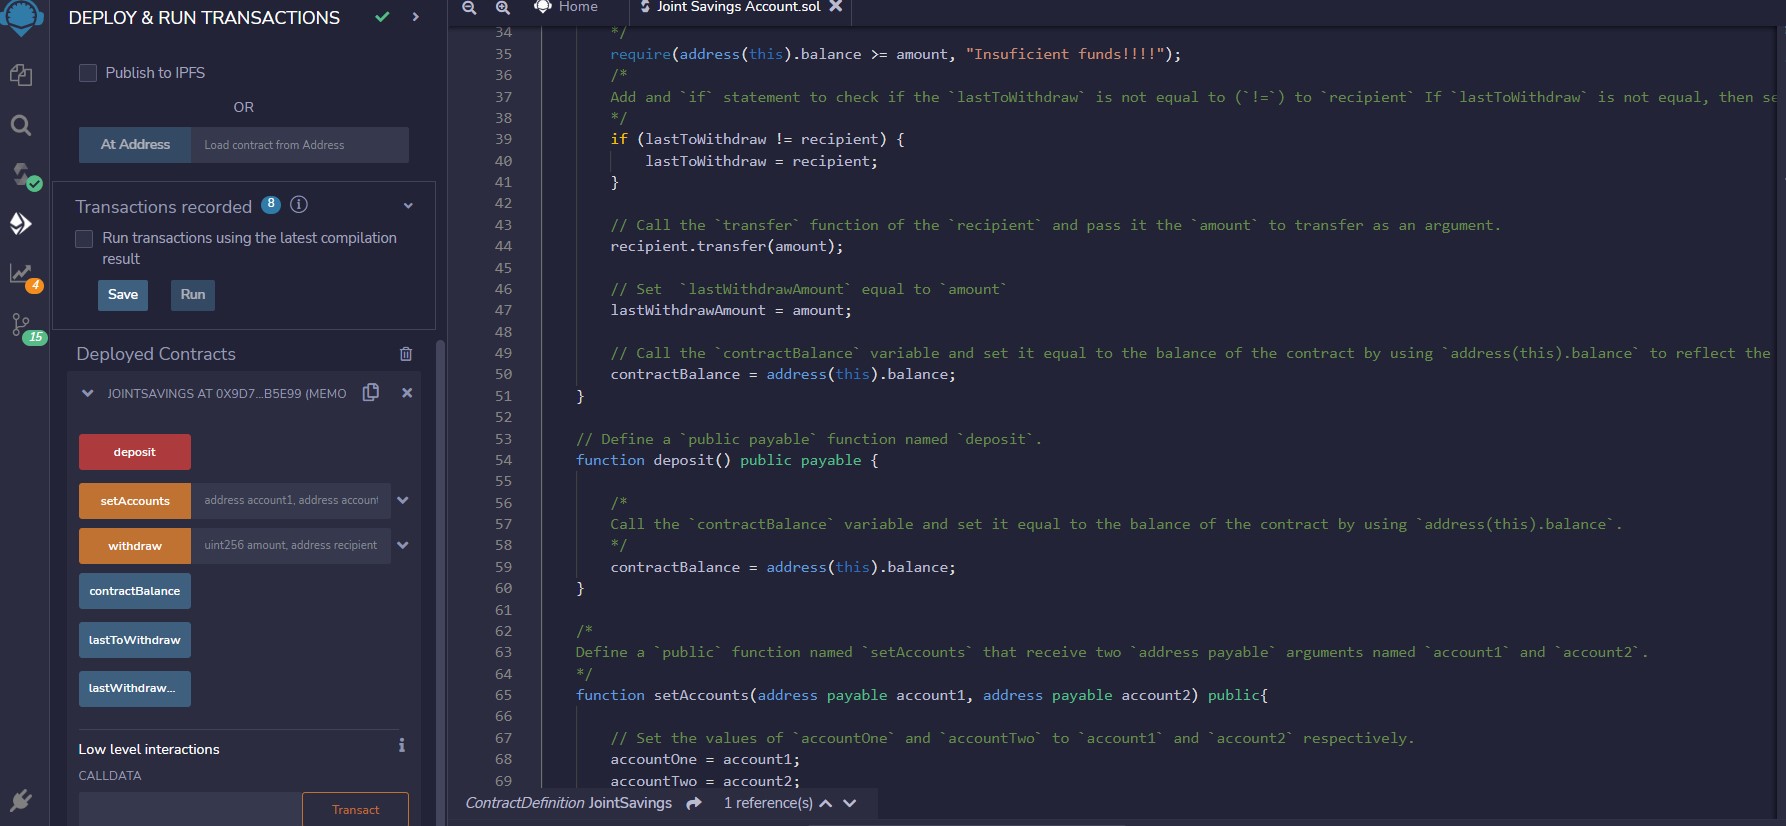 DEPLOY & RUN TRANSACTIONS
Publish to IPFS
OR
At Address Load contract from Address
Transactions recorded 8
Run transactions using the latest compilation
result
Save Run
4
15
Deployed Contracts
JOINTSAVINGS AT 0X9D7...B5E99 (MEMO
deposit
setAccounts address account1, address account
withdraw uint256 amount, address recipient
contractBalance
lastToWithdraw
lastWithdraw...
Low level interactions
CALLDATA
Transact
Home Joint Savings Account.sol
34 */
35 require(address(this).balance >= amount, "Insuficient funds!!!!");
36 /*
37 Add and `if` statement to check if the `lastToWithdraw` is not equal to (`!=`) to `recipient` If `lastToWithdraw` is not equal, then se
38 */
39 if (lastToWithdraw != recipient) {
40 lastToWithdraw = recipient;
41 }
42
43 // Call the `transfer` function of the `recipient` and pass it the `amount` to transfer as an argument.
44 recipient.transfer(amount);
45
46 // Set  `lastWithdrawAmount` equal to `amount`
47 lastWithdrawAmount = amount;
48
49 // Call the `contractBalance` variable and set it equal to the balance of the contract by using `address(this).balance` to reflect the
50 contractBalance = address(this).balance;
51 }
52
53 // Define a `public payable` function named `deposit`.
54 function deposit() public payable {
55
56 /*
57 Call the `contractBalance` variable and set it equal to the balance of the contract by using `address(this).balance`.
58 */
59 contractBalance = address(this).balance;
60 }
61
62 /*
63 Define a `public` function named `setAccounts` that receive two `address payable` arguments named `account1` and `account2`.
64 */
65 function setAccounts(address payable account1, address payable account2) public{
66
67 // Set the values of `accountOne` and `accountTwo` to `account1` and `account2` respectively.
68 accountOne = account1;
69 accountTwo = account2;
ContractDefinition JointSavings 1 reference(s)